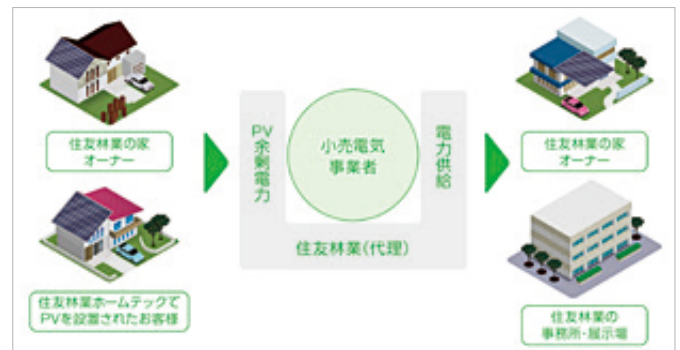 住友林業の家
オーナー
住友林業ホームテックで
PVを設置されたお客様
PV余剰電力
小売電気
事業者
電力供給
住友林業(代理)
住友林業の家
オーナー
住友林業の
事務所・展示場